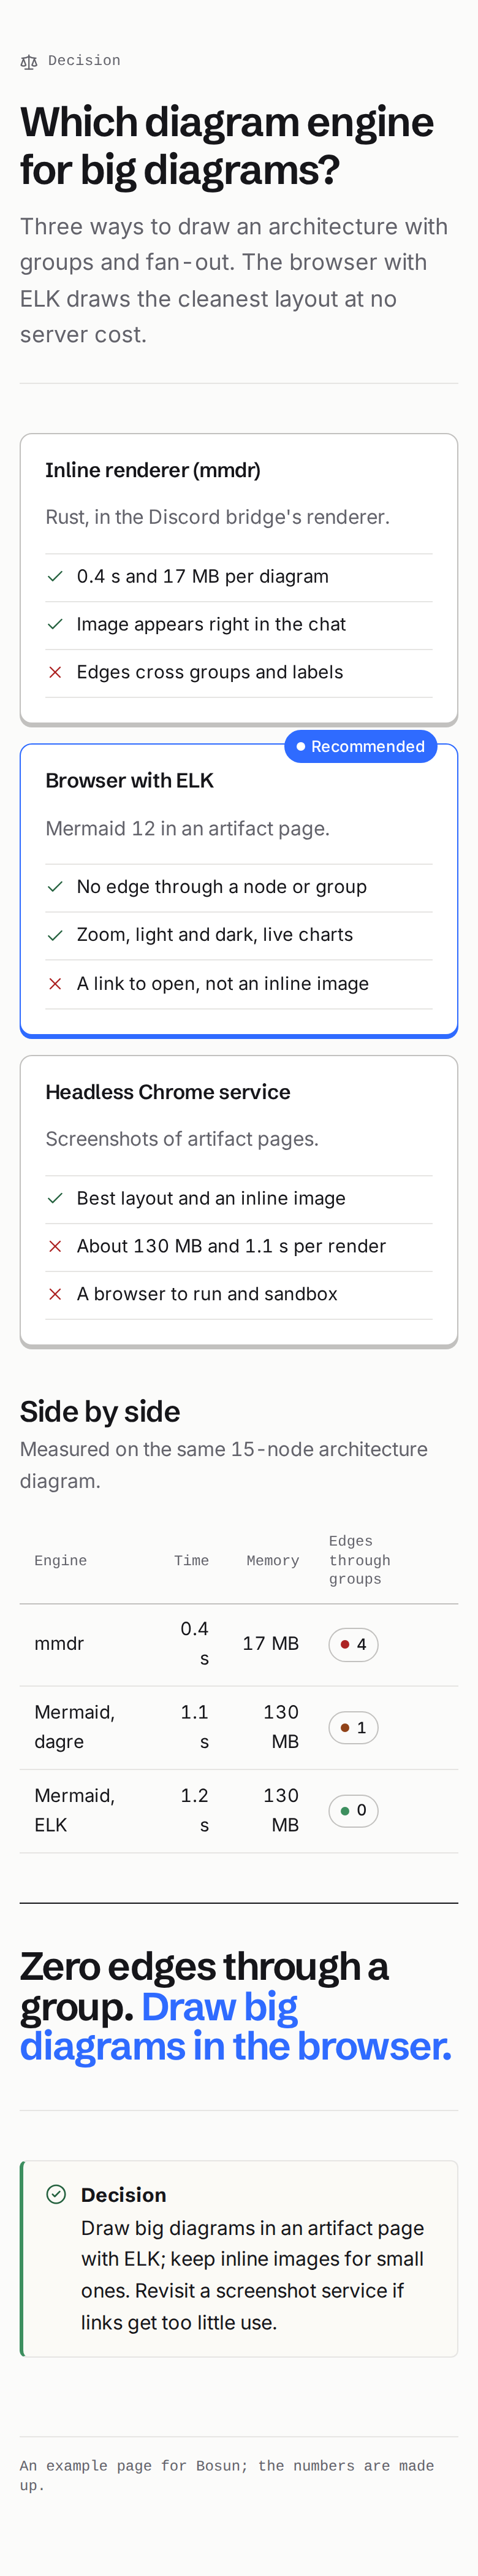 Decision
Which diagram engine
for big diagrams?
Three ways to draw an architecture with
groups and fan-out. The browser with
ELK draws the cleanest layout at no
server cost.
Inline renderer (mmdr)
Rust, in the Discord bridge's renderer.
0.4 s and 17 MB per diagram
Image appears right in the chat
Edges cross groups and labels
Recommended
Browser with ELK
Mermaid 12 in an artifact page.
No edge through a node or group
Zoom, light and dark, live charts
A link to open, not an inline image
Headless Chrome service
Screenshots of artifact pages.
Best layout and an inline image
About 130 MB and 1.1 s per render
A browser to run and sandbox
Side by side
Measured on the same 15-node architecture
diagram.
Edges
Engine Time Memory through
groups
0.4
mmdr 17 MB 4
s
Mermaid, 1.1 130
1
dagre s MB
Mermaid, 1.2 130
0
ELK s MB
Zero edges through a
group. Draw big
diagrams in the browser.
Decision
Draw big diagrams in an artifact page
with ELK; keep inline images for small
ones. Revisit a screenshot service if
links get too little use.
An example page for Bosun; the numbers are made
up.